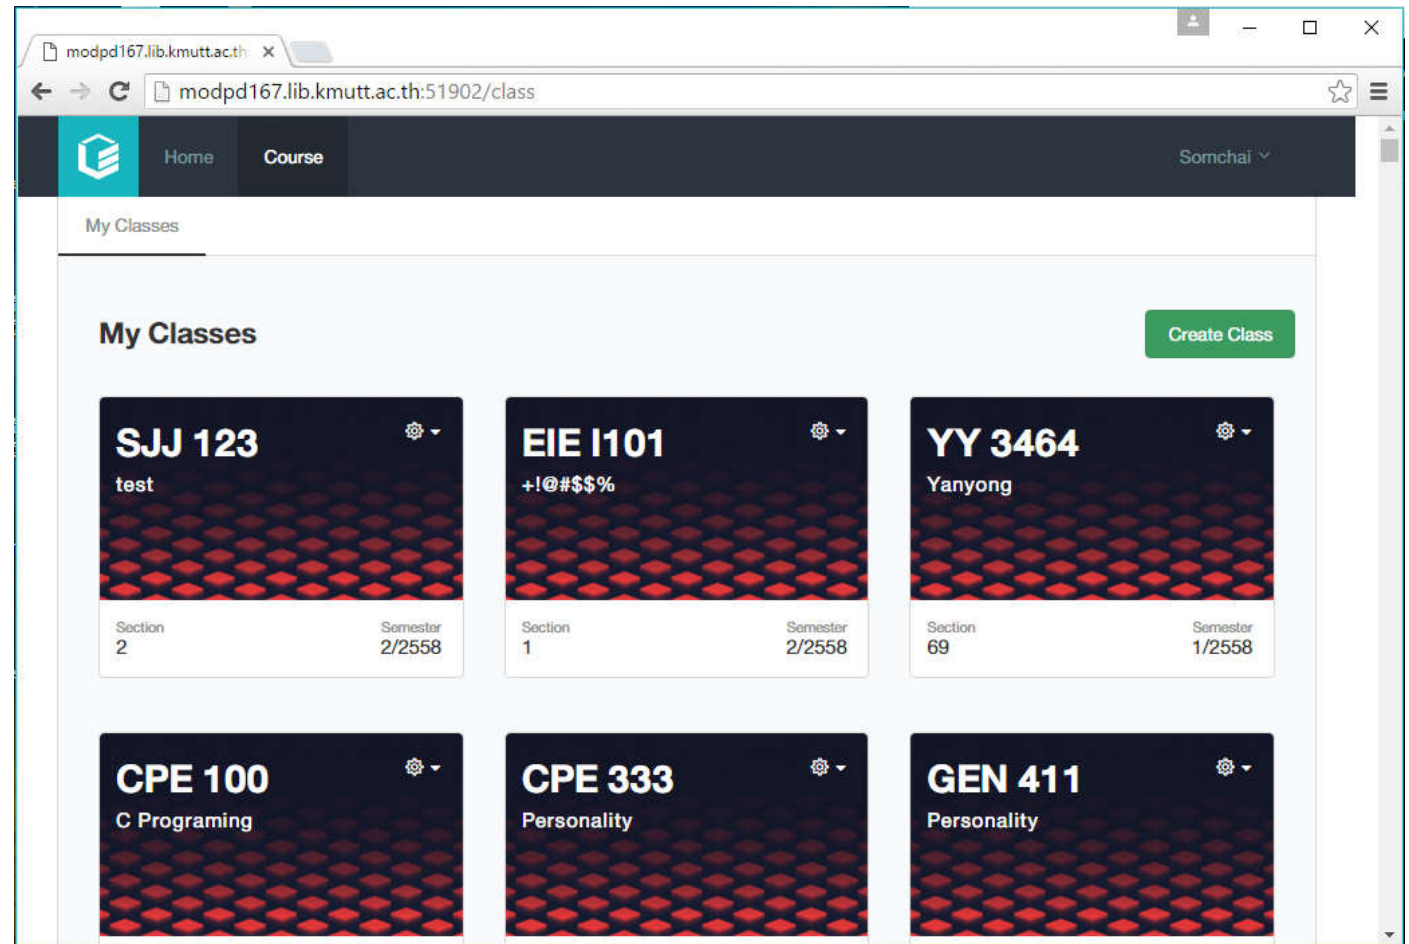 modpd167.lib.kmutt.ac.th
modpd167.lib.kmutt.ac.th:51902/class
Home Course Somchai
My Classes
My Classes Create Class
SJJ 123 EIE I101 YY 3464
test +!@#$$% Yanyong
Section Semester Section Semester Section Semester
2 2/2558 1 2/2558 69 1/2558
CPE 100 CPE 333 GEN 411
C Programing Personality Personality